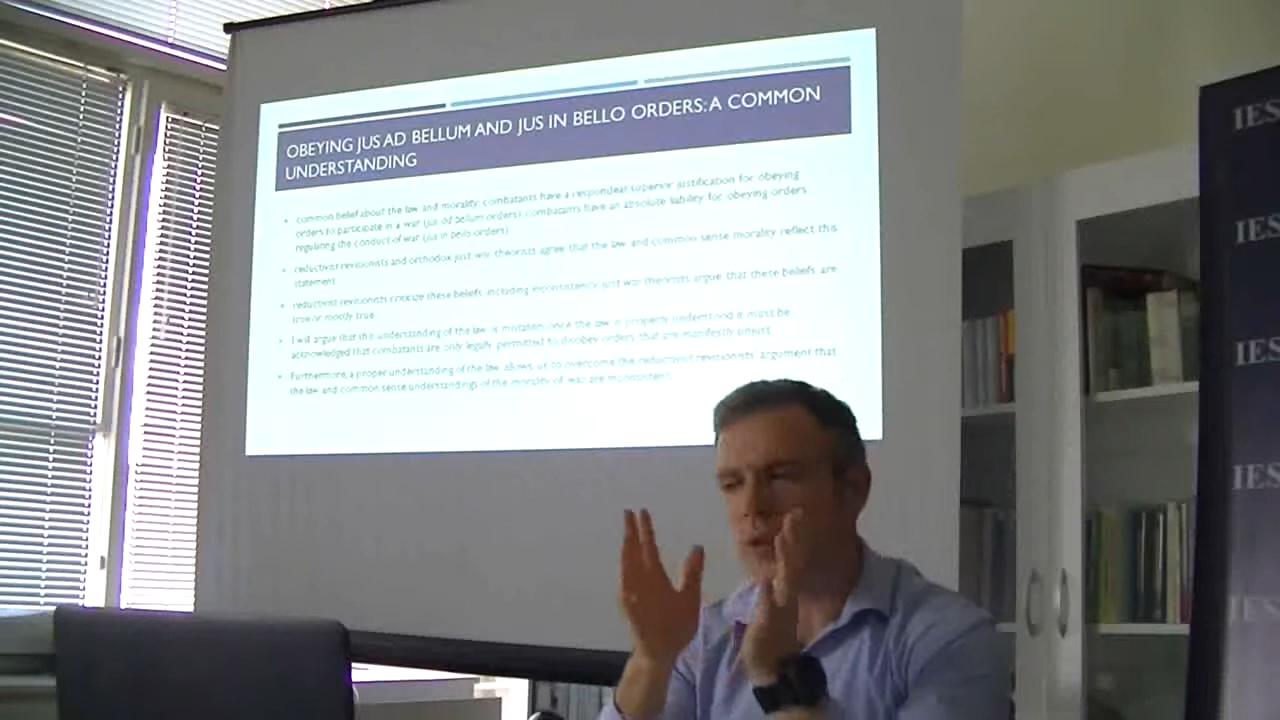 OBEYING JUS AD BELLUM AND JUS IN BELLO ORDERS: A COMMON
UNDERSTANDING
common belief about the law and morality: combatants have a respondeat superior justification for obeying
orders to participate in a war (jus ad bellum orders); combatants have an absolute liability for obeying orders
regulating the conduct of war (jus in bello orders)
reductivist revisionists and orthodox just war theorists agree that the law and common sense morality reflect this
statement
reductivist revisionists criticize these beliefs, including inconsistency; just war theorists argue that these beliefs are
true or mostly true
I will argue that this understanding of the law is mistaken; once the law is properly understood it must be
acknowledged that combatants are only legally permitted to disobey orders that are manifestly unjust
Furthermore, a proper understanding of the law allows us to overcome the reductivist revisionists' argument that
the law and common sense understandings of the morality of war are inconsistent
IES
IES
IES
IES
IES